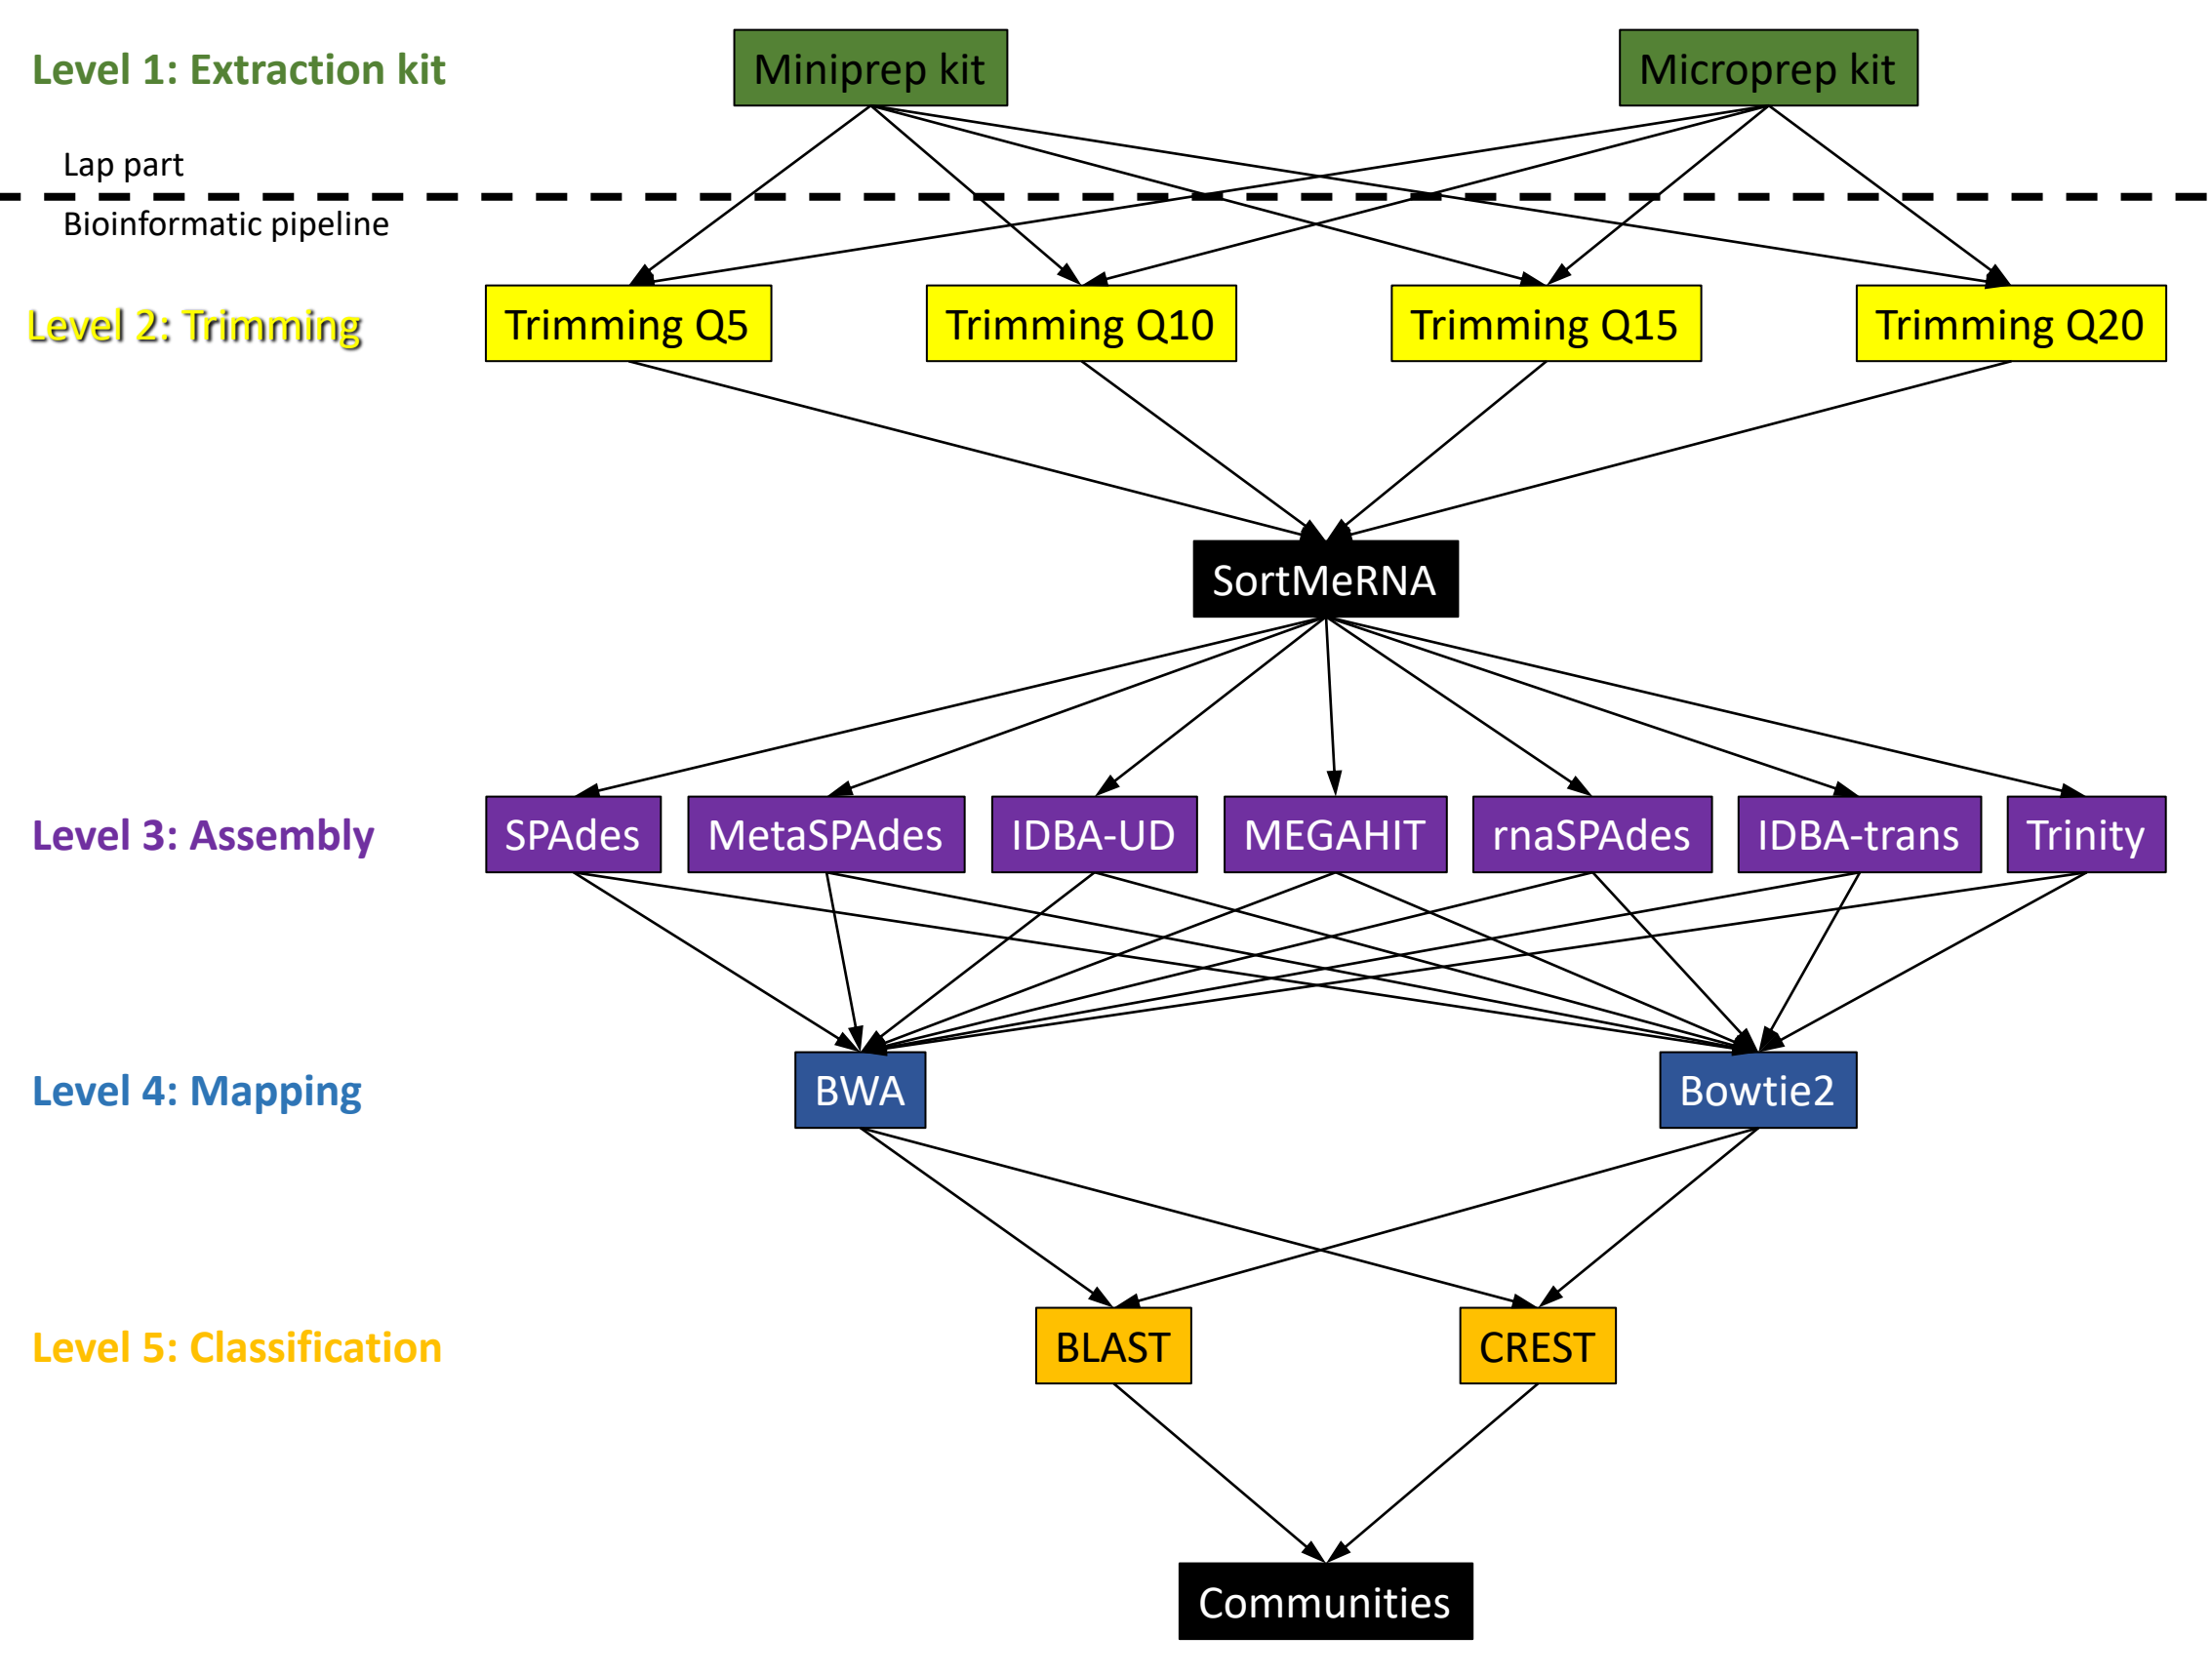 Level 1: Extraction kit
Miniprep kit
Microprep kit
Lap part
Bioinformatic pipeline
Level 2: Trimming
Trimming Q5
Trimming Q10
Trimming Q15
Trimming Q20
SortMeRNA
Level 3: Assembly
SPAdes
MetaSPAdes
IDBA-UD
MEGAHIT
rnaSPAdes
IDBA-trans
Trinity
Level 4: Mapping
BWA
Bowtie2
Level 5: Classification
BLAST
CREST
Communities